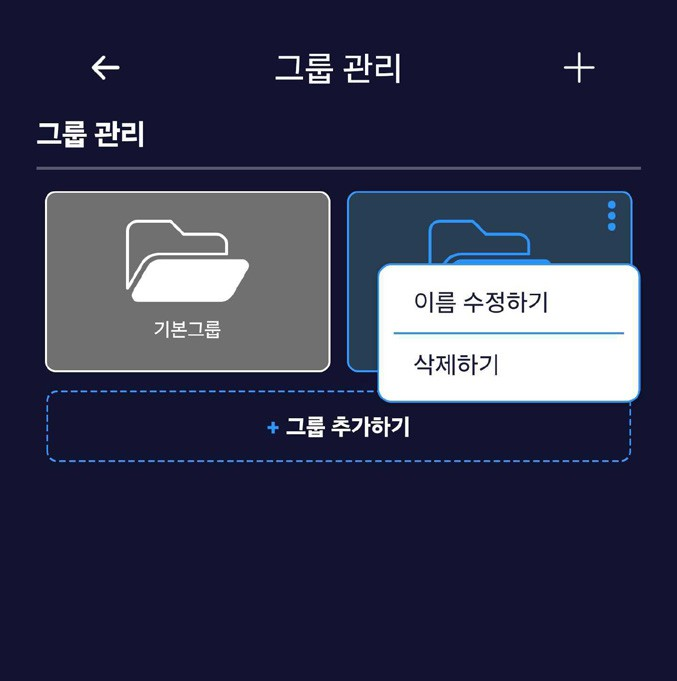 그룹 관리
그룹 관리
기본그룹
이름 수정하기
삭제하기
+ 그룹 추가하기